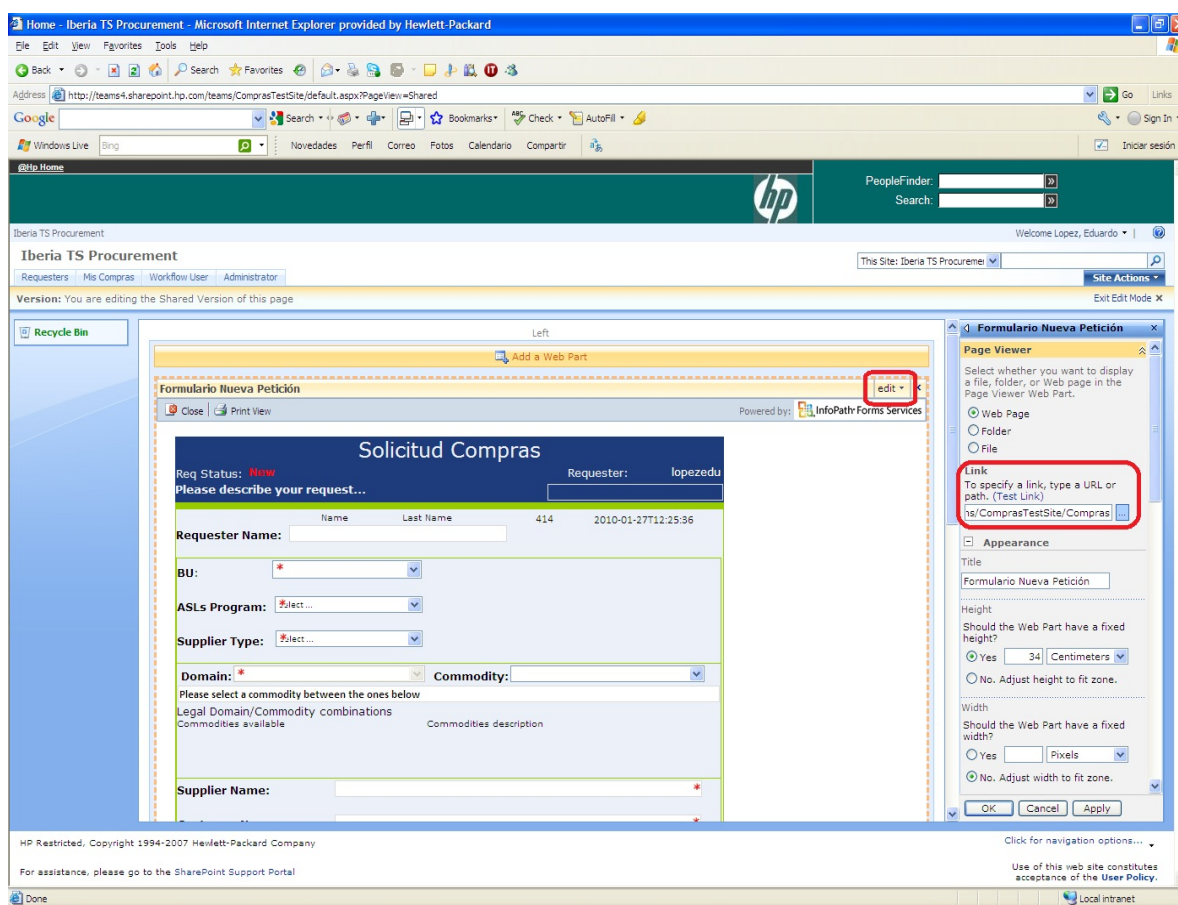 Home - Iberia TS Procurement - Microsoft Internet Explorer provided by Hewlett-Packard
File Edit View Favorites Tools Help
Back Search Favorites
Address http://teams4.sharepoint.hp.com/teams/ComprasTestSite/default.aspx?PageView=Shared Go Links
Google Search Bookmarks Check AutoFill Sign In
Windows Live Bing Novedades Perfil Correo Fotos Calendario Compartir Iniciar sesión
@Hp Home
hp
PeopleFinder:
Search:
Iberia TS Procurement Welcome Lopez, Eduardo
Iberia TS Procurement
This Site: Iberia TS Procuremen
Requesters Mis Compras Workflow User Administrator Site Actions
Version: You are editing the Shared Version of this page Exit Edit Mode
Recycle Bin
Left
Add a Web Part
Formulario Nueva Petición edit
Close Print View Powered by: InfoPath Forms Services
Solicitud Compras
Req Status: New Requester: lopezedu
Please describe your request...
Name Last Name 414 2010-01-27T12:25:36
Requester Name:
BU: *
ASLs Program: *elect...
Supplier Type: *elect...
Domain: * Commodity:
Please select a commodity between the ones below
Legal Domain/Commodity combinations
Commodities available Commodities description
Supplier Name: *
Formulario Nueva Petición
Page Viewer
Select whether you want to display
a file, folder, or Web page in the
Page Viewer Web Part.
Web Page
Folder
File
Link
To specify a link, type a URL or
path. (Test Link)
ns/ComprasTestSite/Compras ...
Appearance
Title
Formulario Nueva Petición
Height
Should the Web Part have a fixed
height?
Yes 34 Centimeters
No. Adjust height to fit zone.
Width
Should the Web Part have a fixed
width?
Yes Pixels
No. Adjust width to fit zone.
OK Cancel Apply
HP Restricted, Copyright 1994-2007 Hewlett-Packard Company
Click for navigation options...
For assistance, please go to the SharePoint Support Portal
Use of this web site constitutes
acceptance of the User Policy.
Done Local intranet